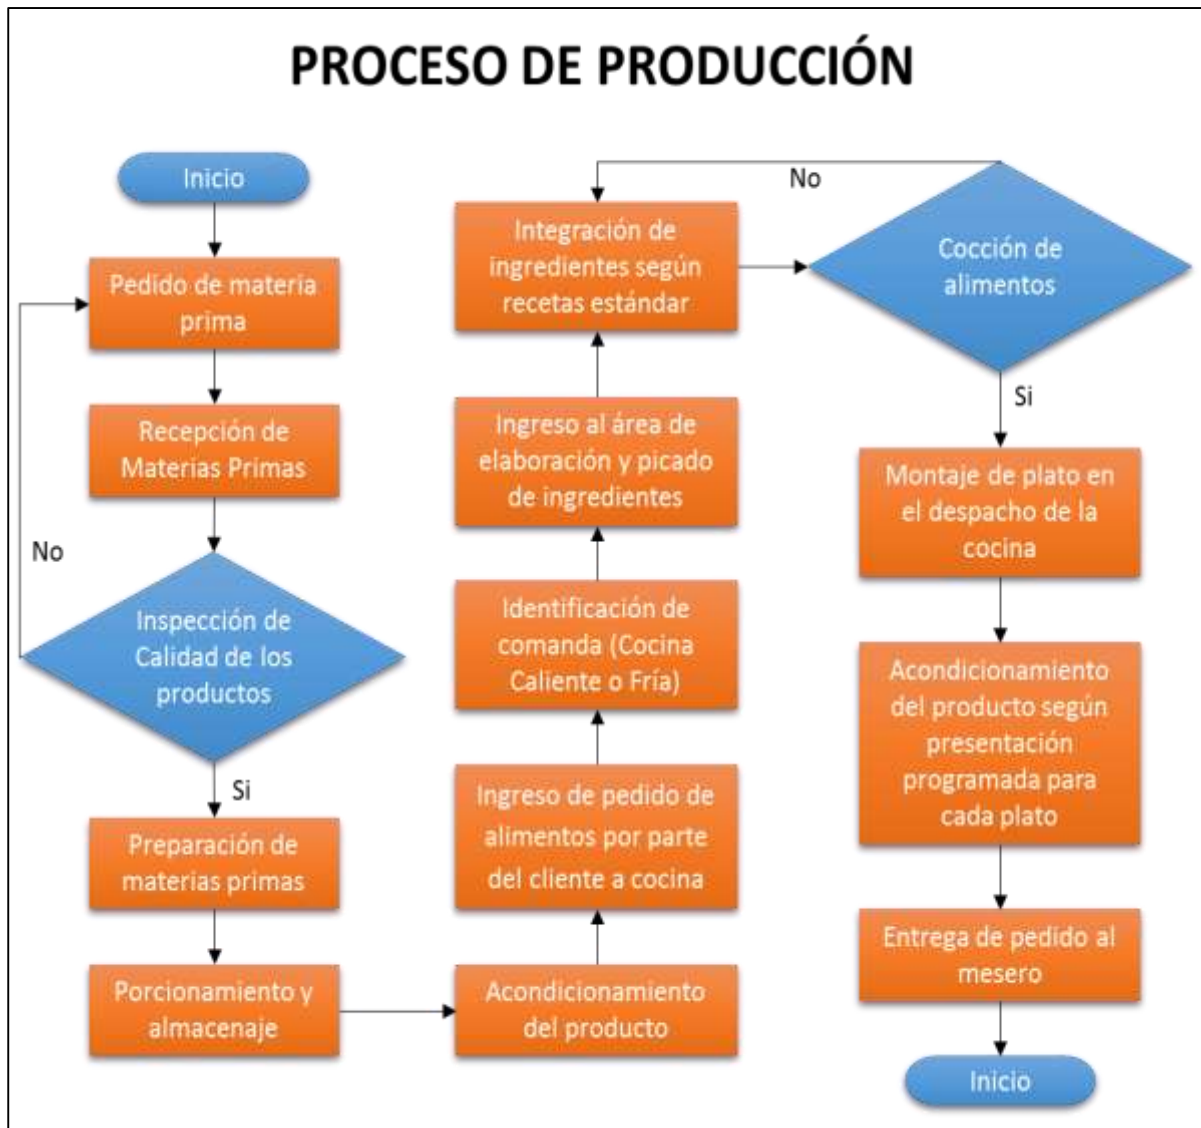 PROCESO DE PRODUCCIÓN
Inicio
Pedido de materia
prima
Recepción de
Materias Primas
No
Inspección de
Calidad de los
productos
Si
Preparación de
materias primas
Porcionamiento y
almacenaje
Acondicionamiento
del producto
Ingreso de pedido de
alimentos por parte
del cliente a cocina
Identificación de
comanda (Cocina
Caliente o Fría)
Ingreso al área de
elaboración y picado
de ingredientes
Integración de
ingredientes según
recetas estándar
No
Cocción de
alimentos
Si
Montaje de plato en
el despacho de la
cocina
Acondicionamiento
del producto según
presentación
programada para
cada plato
Entrega de pedido al
mesero
Inicio